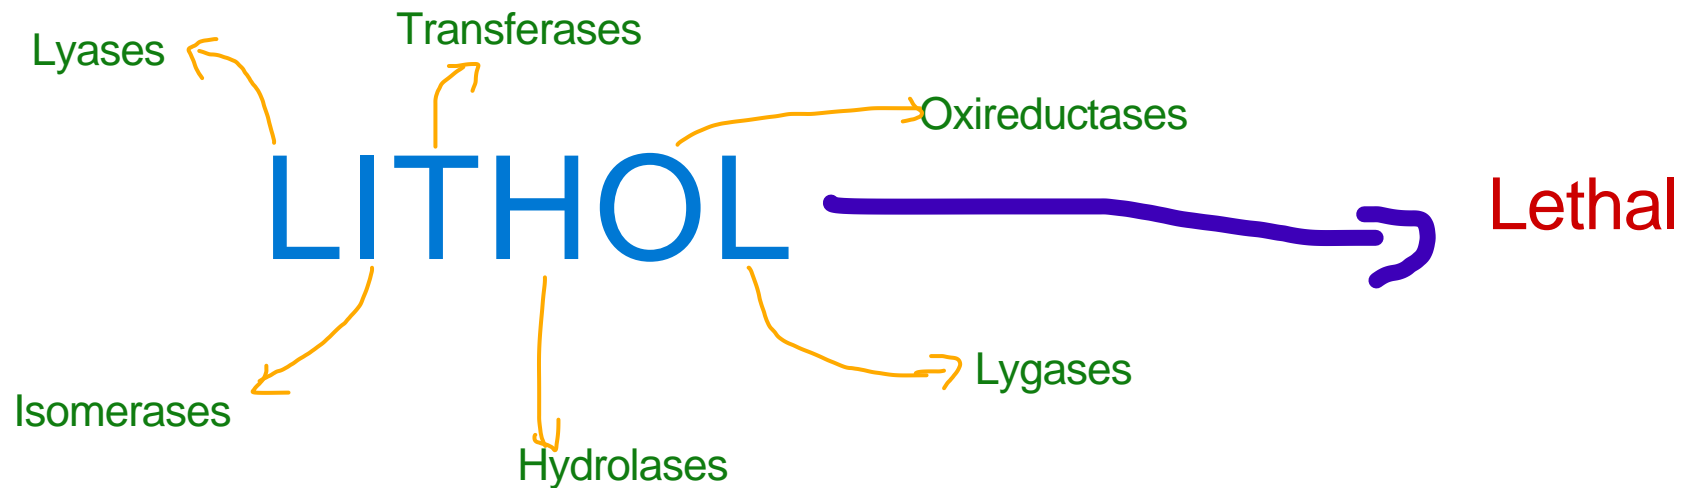 Transferases
Lyases
Oxireductases
LITHOL
Lethal
Lygases
Isomerases
Hydrolases